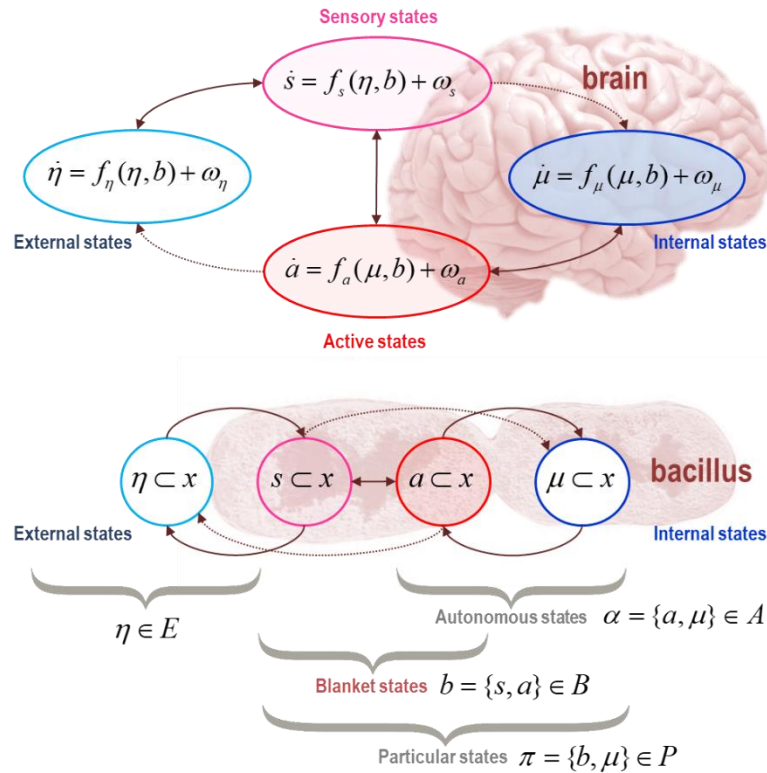 Sensory states
ṡ = f_s(η, b) + ω_s
brain
η̇ = f_η(η, b) + ω_η
μ̇ = f_μ(μ, b) + ω_μ
External states
Internal states
ȧ = f_a(μ, b) + ω_a
Active states
η ⊂ x
s ⊂ x
a ⊂ x
μ ⊂ x
bacillus
External states
Internal states
η ∈ E
Autonomous states α = {a, μ} ∈ A
Blanket states b = {s, a} ∈ B
Particular states π = {b, μ} ∈ P